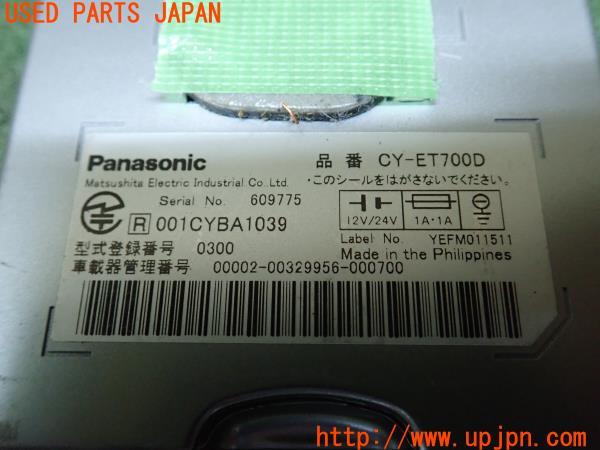 USED PARTS JAPAN
Panasonic
品 番 CY-ET700D
Matsushita Electric Industrial Co.,Ltd.
・このシールをはがさないでください。
Serial No. 609775
R 001CYBA1039
12V/24V
1A・1A
型式登録番号 0300
Label No. YEFM011511
Made in the Philippines
車載器管理番号 00002-00329956-000700
http://www.upjpn.com